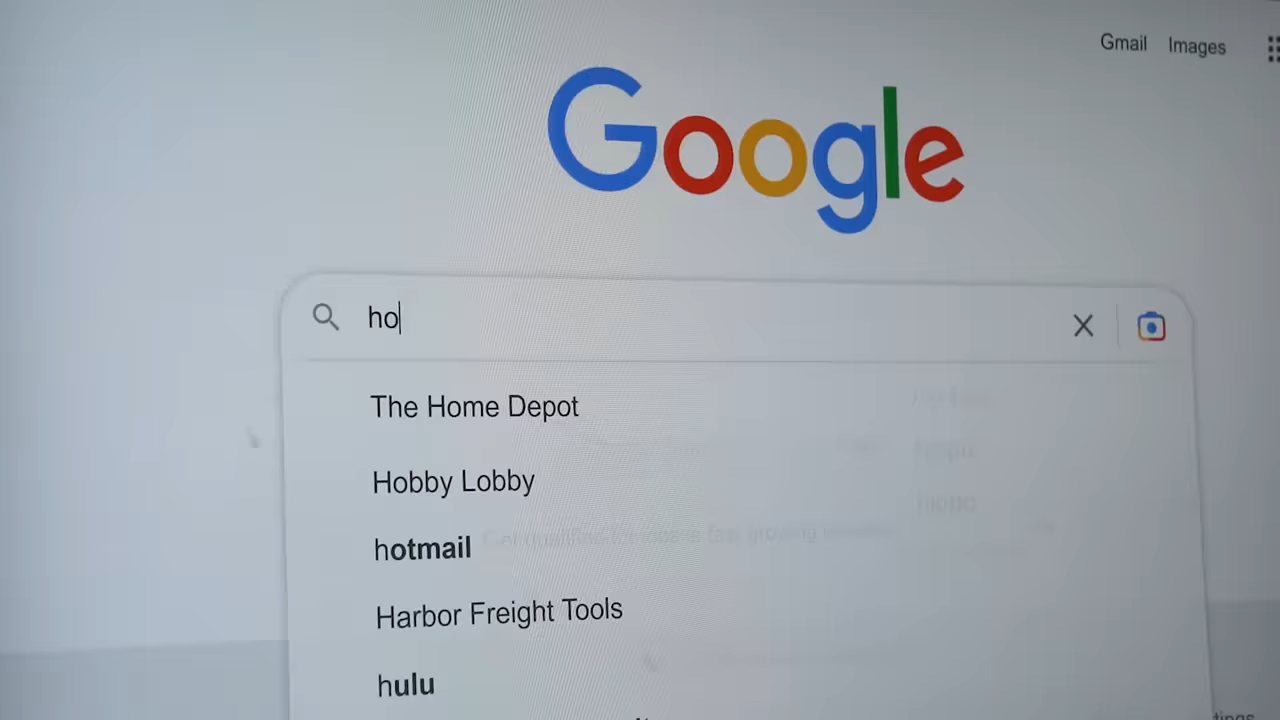 Gmail Images
Google
ho
The Home Depot
Hobby Lobby
hotmail
Harbor Freight Tools
hulu